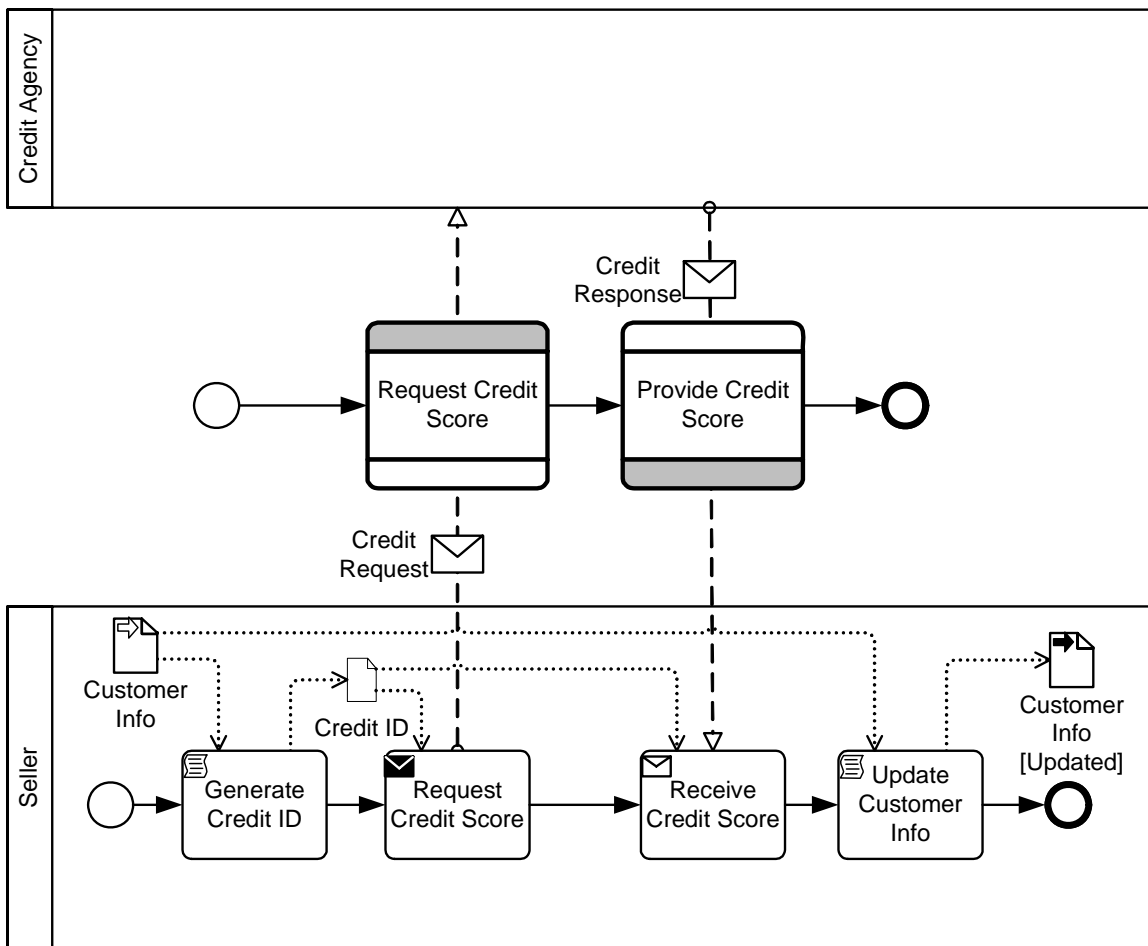 Credit Agency
Credit
Response
Request Credit
Score
Provide Credit
Score
Credit
Request
Seller
Customer
Info
Credit ID
Customer
Info
[Updated]
Generate
Credit ID
Request
Credit Score
Receive
Credit Score
Update
Customer
Info